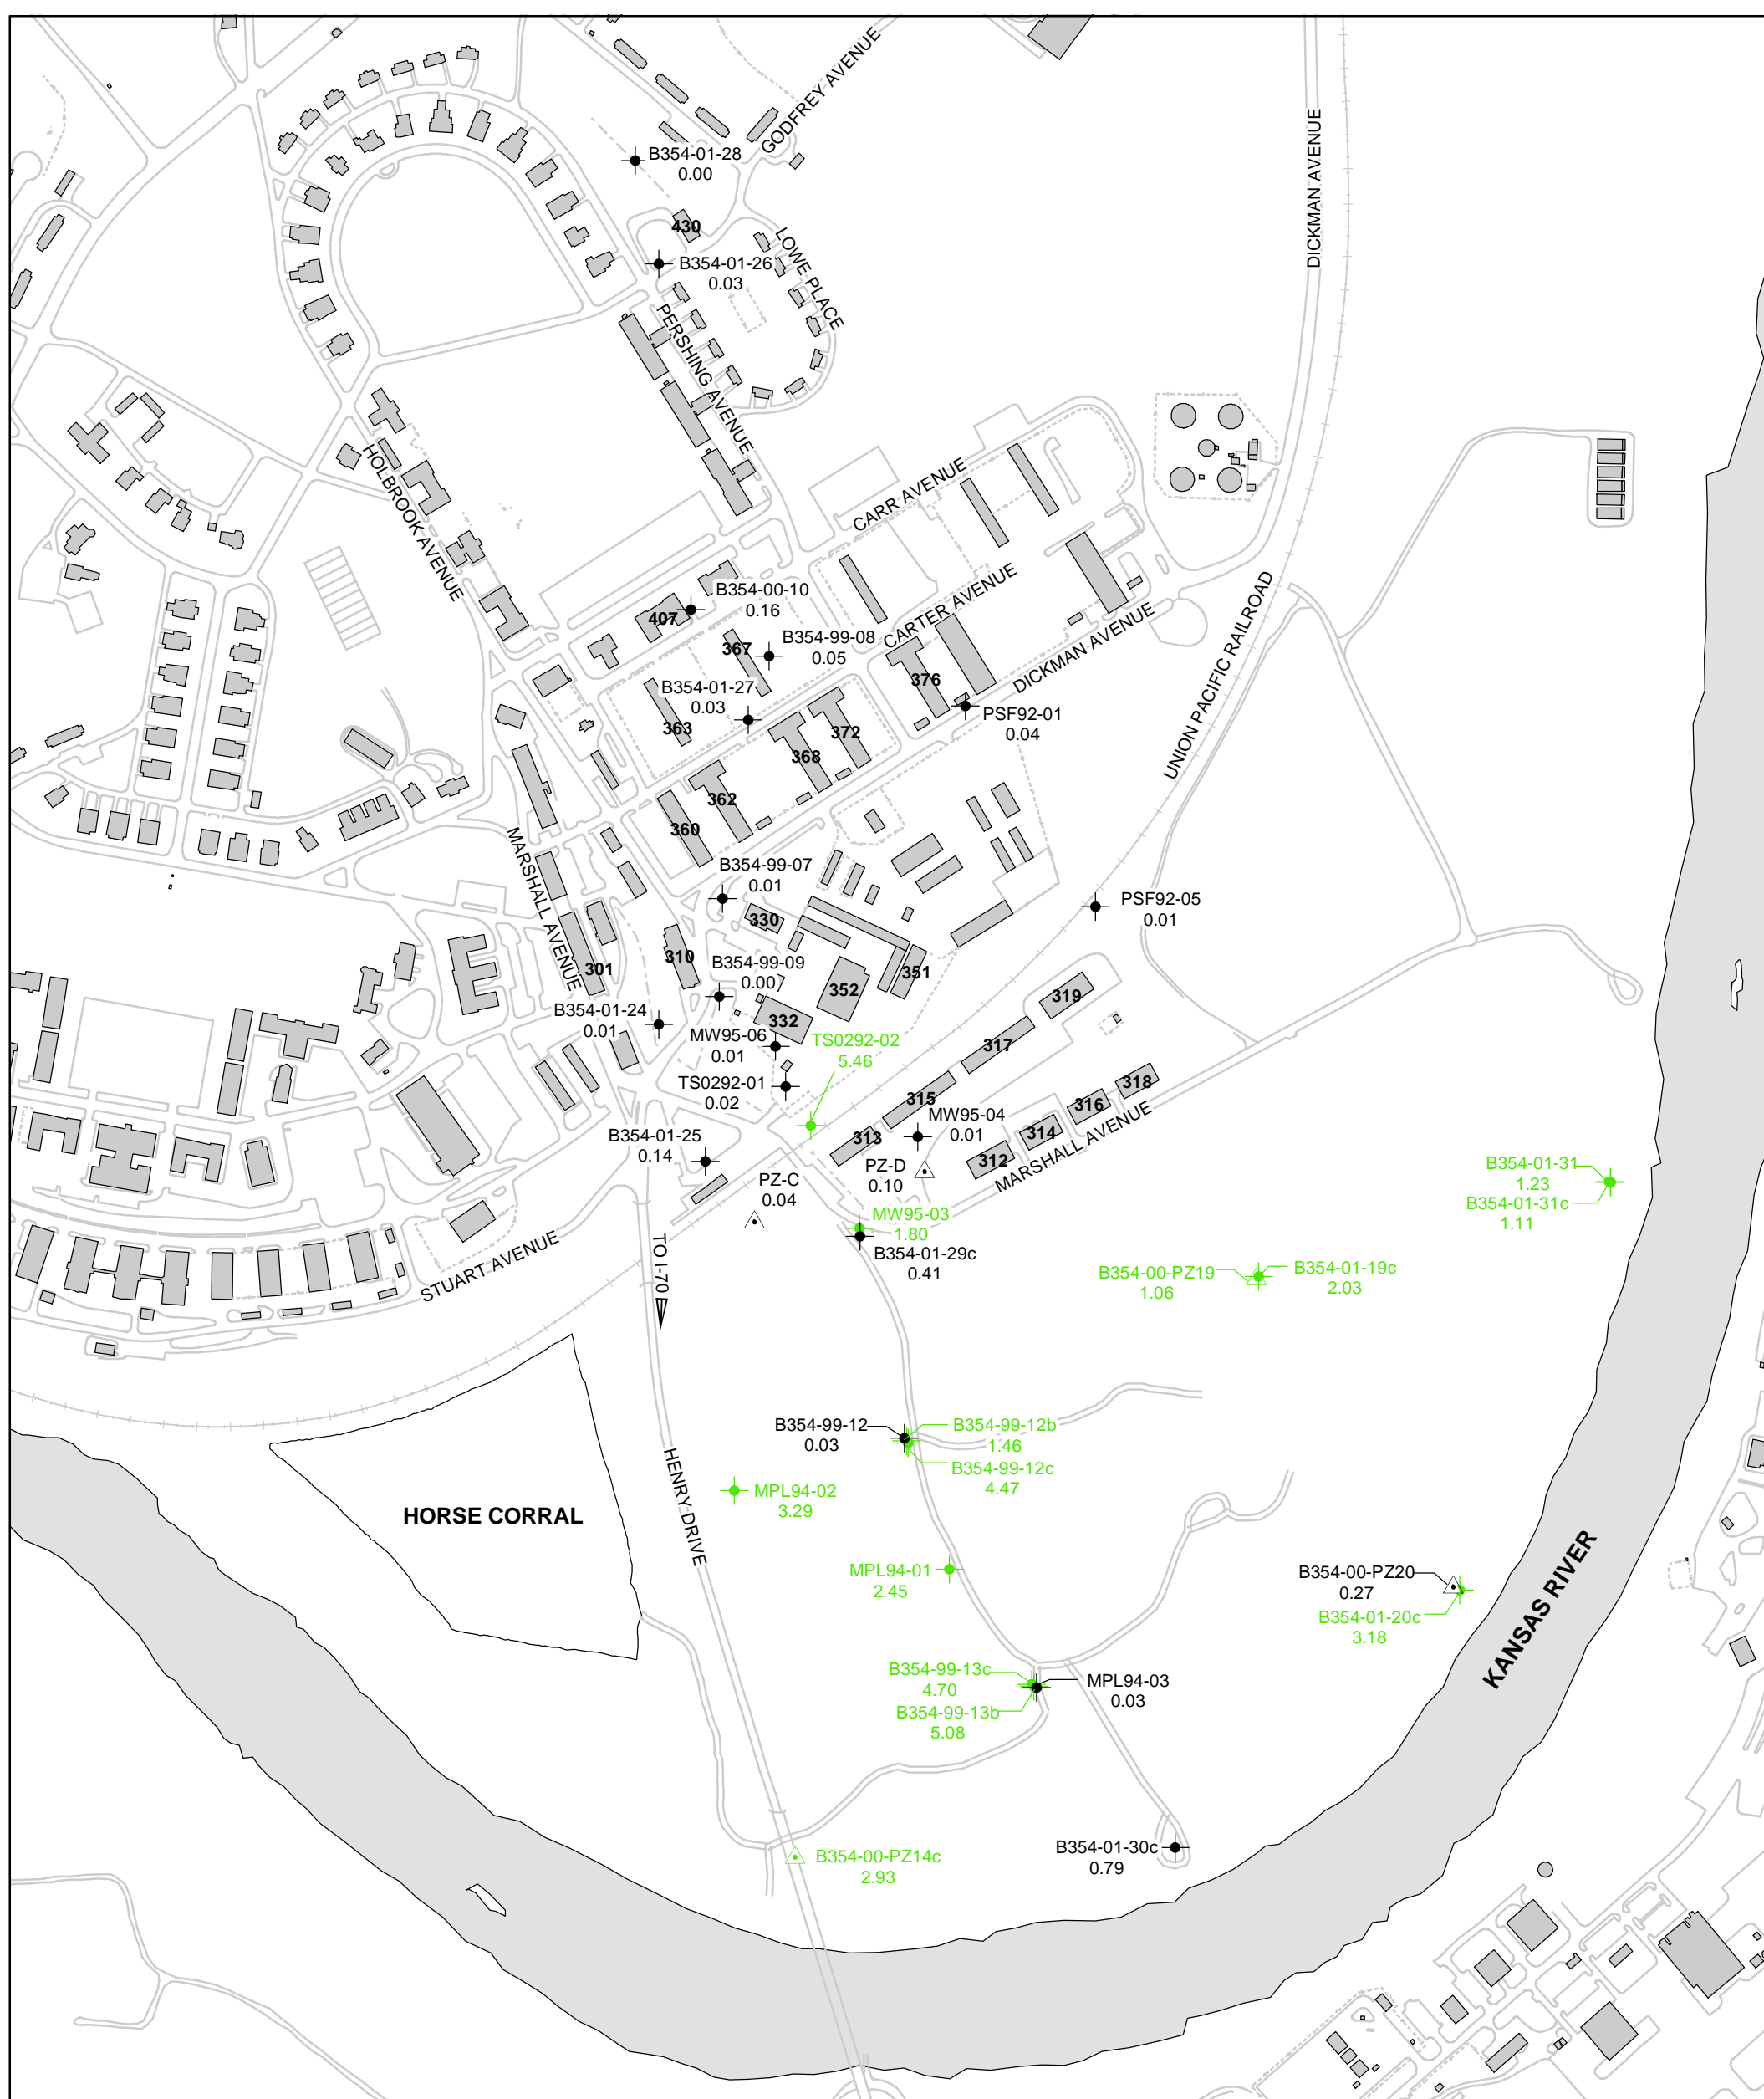 GODFREY AVENUE
B354-01-28
0.00
DICKMAN AVENUE
430
LOWE PLACE
B354-01-26
0.03
PERSHING AVENUE
HOLBROOK AVENUE
CARR AVENUE
B354-00-10
0.16
407
CARTER AVENUE
B354-99-08
0.05
367
DICKMAN AVENUE
UNION PACIFIC RAILROAD
376
B354-01-27
0.03
363
PSF92-01
0.04
372
368
362
360
MARSHALL AVENUE
B354-99-07
0.01
330
PSF92-05
0.01
310
301
B354-99-09
0.00
351
352
319
B354-01-24
0.01
332
MW95-06
0.01
TS0292-02
5.46
317
TS0292-01
0.02
315
318
316
MW95-04
0.01
314
313
312
MARSHALL AVENUE
B354-01-25
0.14
PZ-D
0.10
PZ-C
0.04
B354-01-31
1.23
B354-01-31c
1.11
MW95-03
1.80
B354-01-29c
0.41
STUART AVENUE
TO I-70
B354-00-PZ19
1.06
B354-01-19c
2.03
B354-99-12
0.03
B354-99-12b
1.46
B354-99-12c
4.47
HENRY DRIVE
MPL94-02
3.29
HORSE CORRAL
MPL94-01
2.45
B354-00-PZ20
0.27
B354-01-20c
3.18
KANSAS RIVER
B354-99-13c
4.70
MPL94-03
0.03
B354-99-13b
5.08
B354-01-30c
0.79
B354-00-PZ14c
2.93